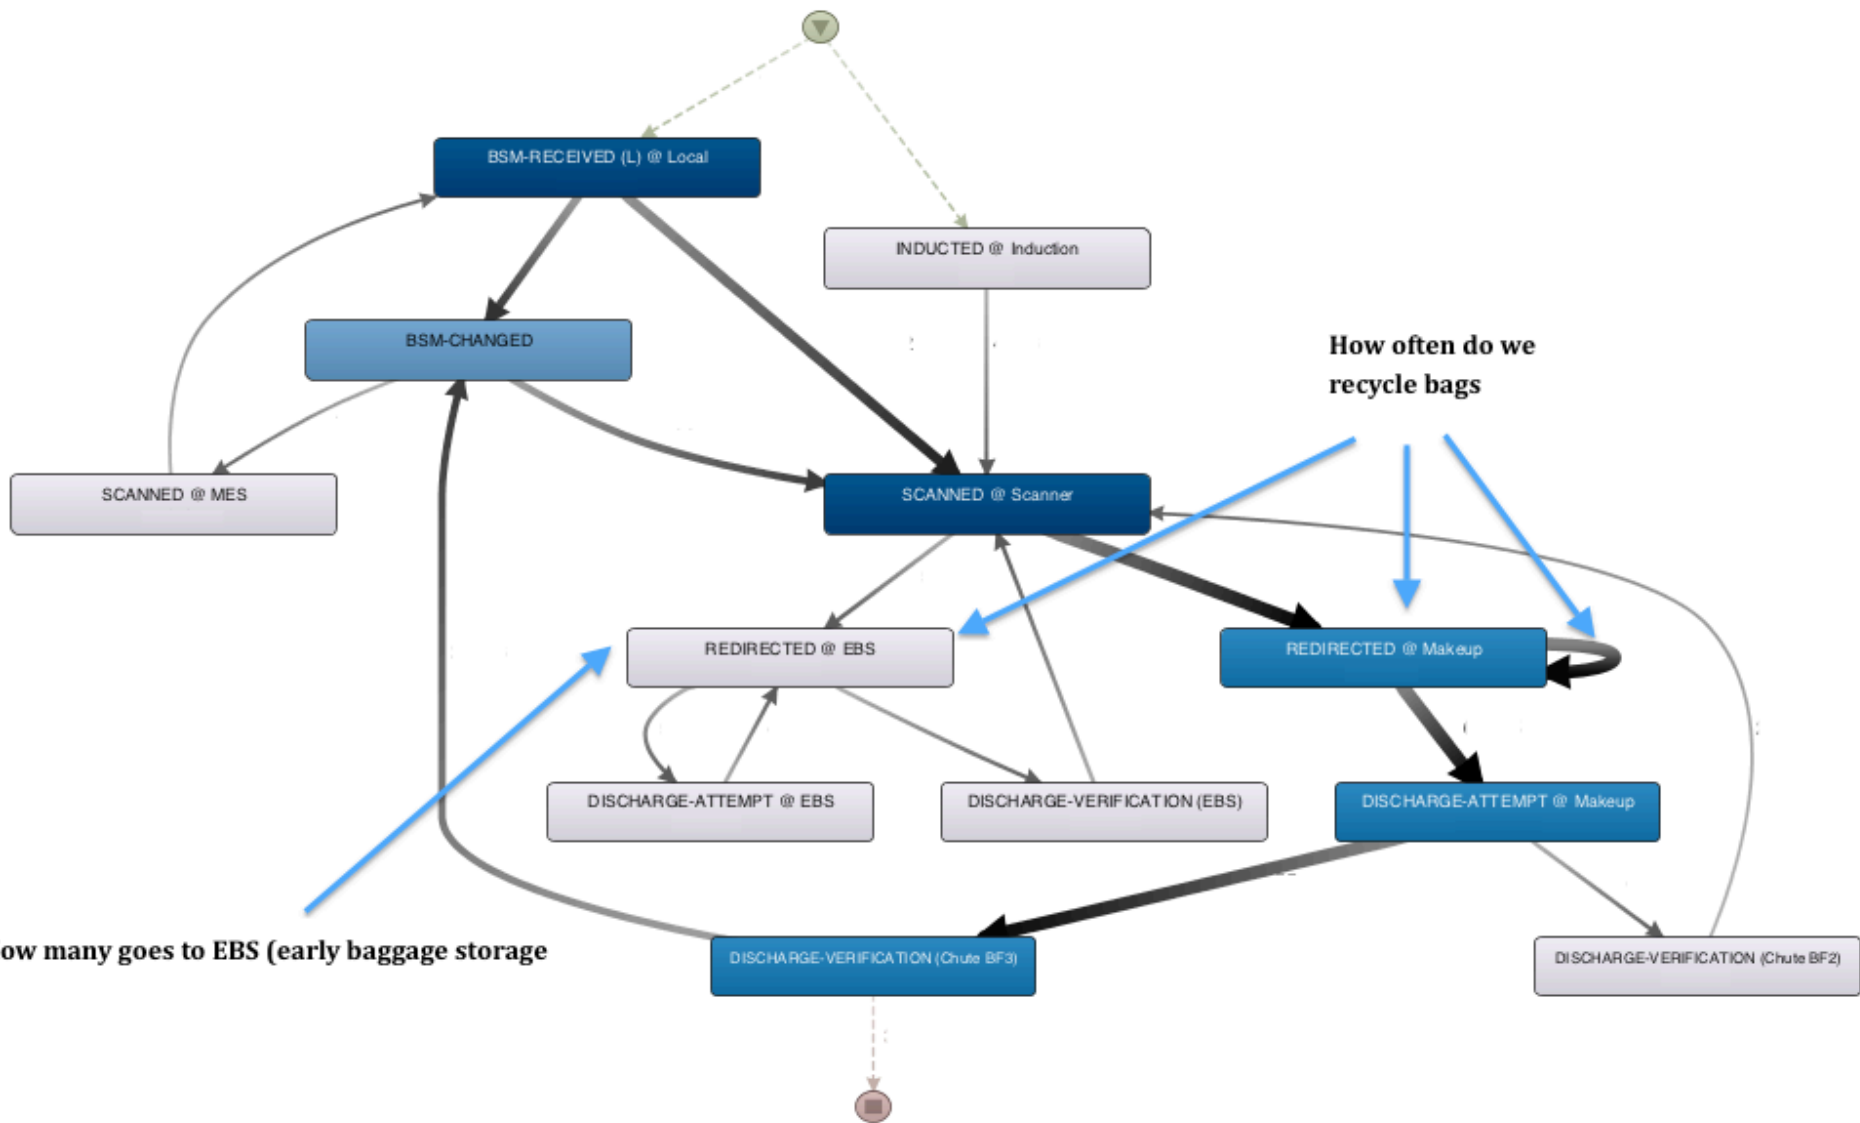 BSM-RECEIVED (L) @ Local
INDUCTED @ Induction
BSM-CHANGED
How often do we
recycle bags
SCANNED @ MES
SCANNED @ Scanner
REDIRECTED @ EBS
REDIRECTED @ Makeup
DISCHARGE-ATTEMPT @ EBS
DISCHARGE-VERIFICATION (EBS)
DISCHARGE-ATTEMPT @ Makeup
ow many goes to EBS (early baggage storage
DISCHARGE-VERIFICATION (Chute BF3)
DISCHARGE-VERIFICATION (Chute BF2)